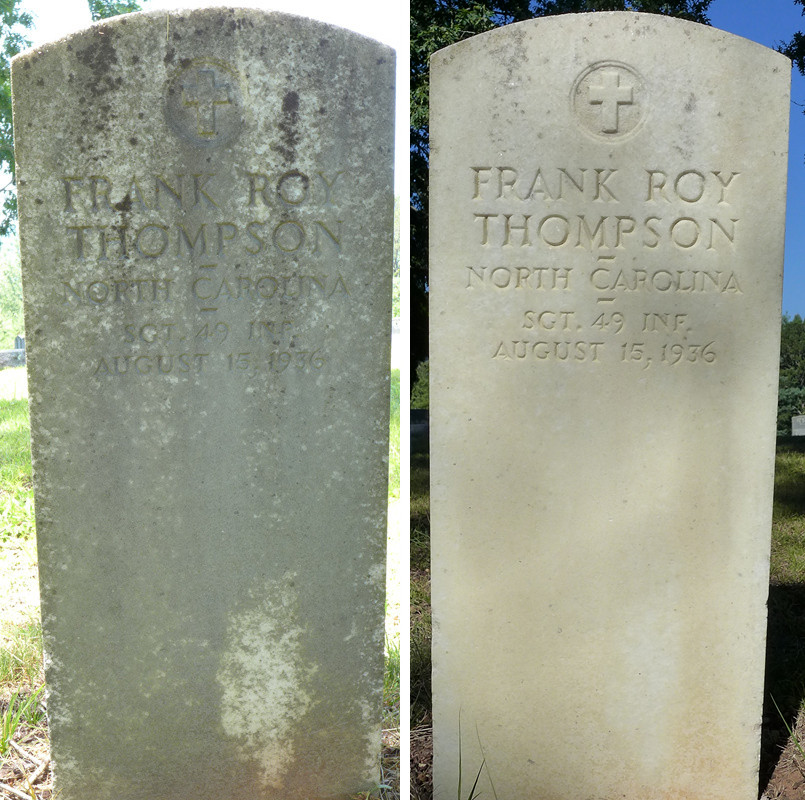 FRANK ROY
THOMPSON
NORTH CAROLINA
SGT. 49 INF.
AUGUST 15, 1936
FRANK ROY
THOMPSON
NORTH CAROLINA
SGT. 49 INF.
AUGUST 15, 1936